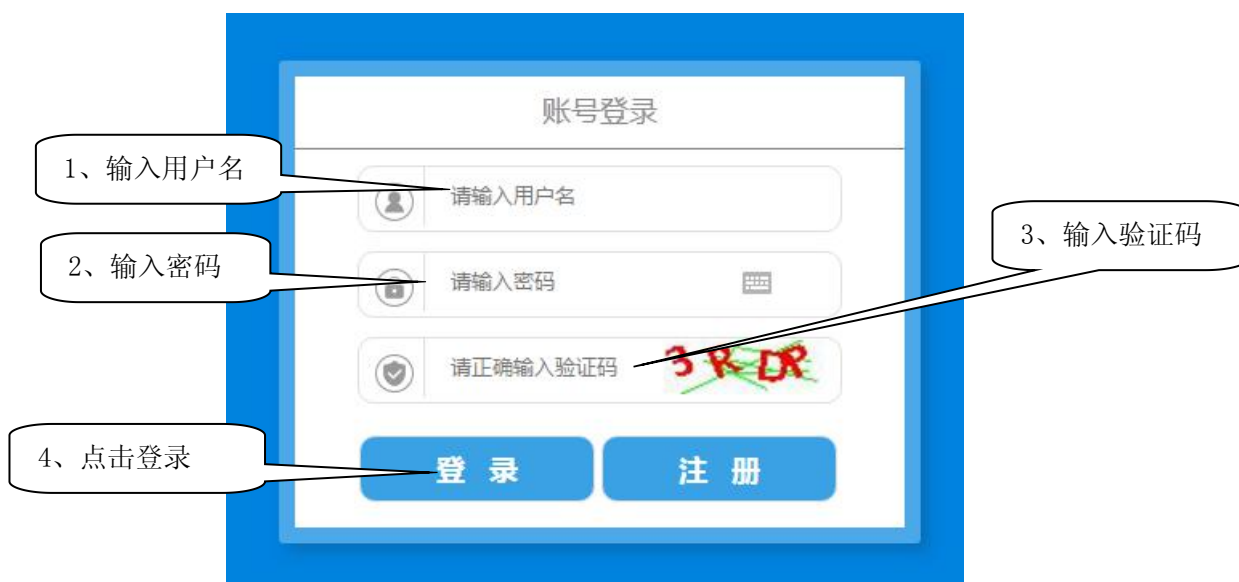 账号登录
1、输入用户名
请输入用户名
2、输入密码
请输入密码
3、输入验证码
请正确输入验证码
3 R D P
4、点击登录
登 录
注 册